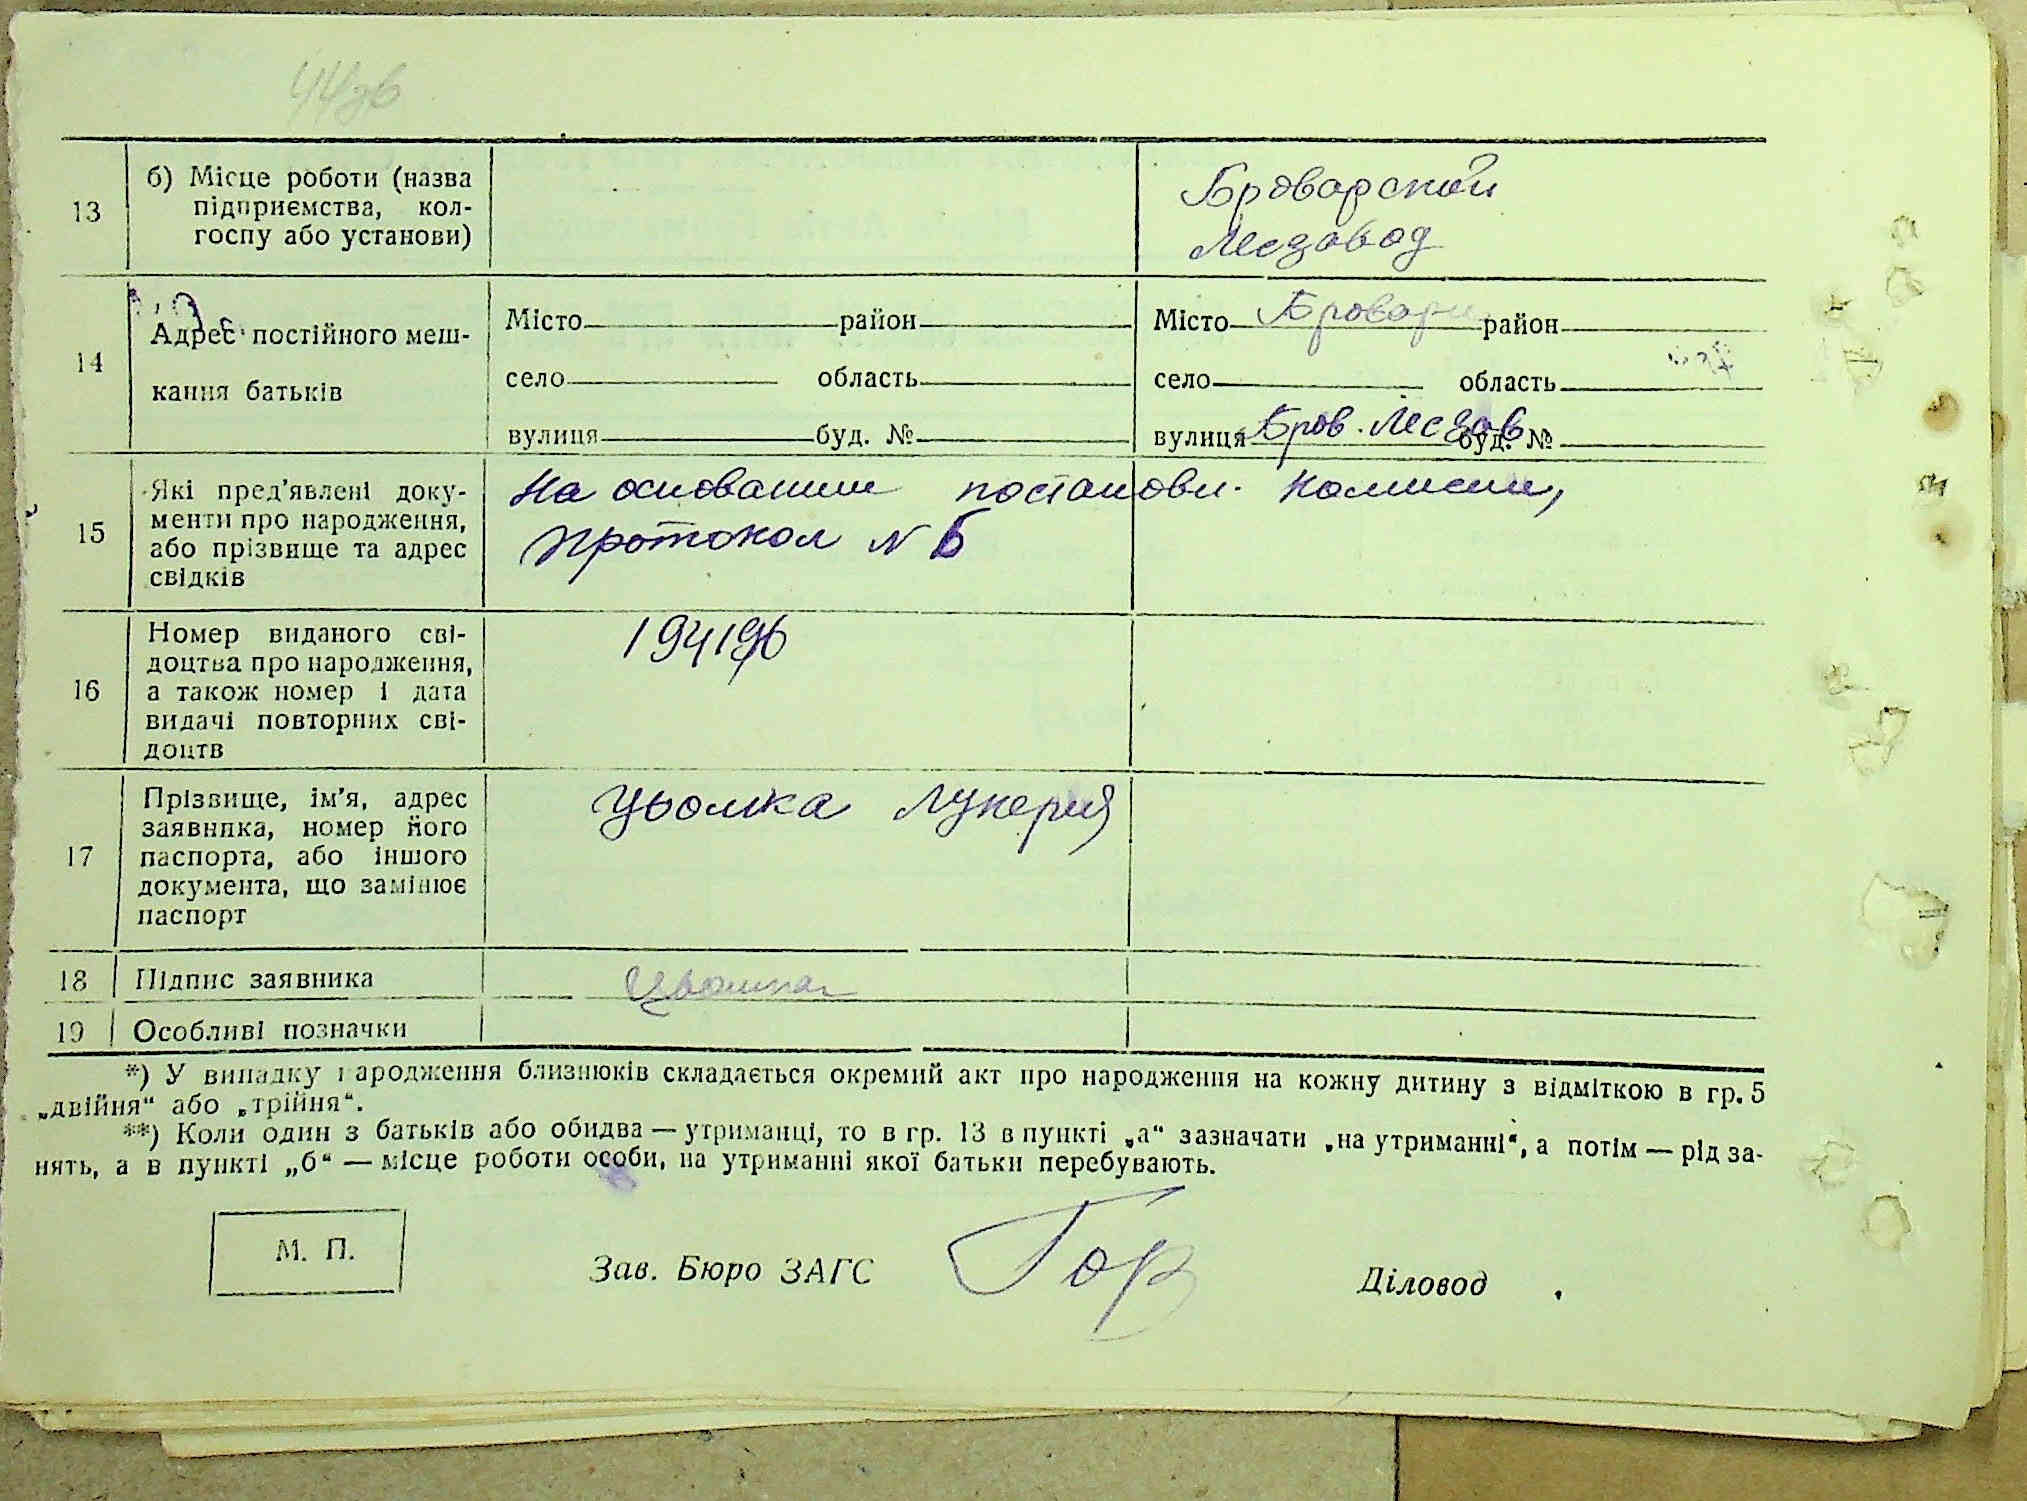 44зв
13
б) Місце роботи (назва
підприємства, кол-
госпу або установи)
Броварской
Лесзавод
14
Адрес постійного меш-
кання батьків
Місто район
село область
вулиця буд. №
Місто Бровари район
село область
вулиця Бров. Лесзав. буд. №
15
Які пред'явлені доку-
менти про народження,
або прізвище та адрес
свідків
На основании постановл. комисии,
протокол N 6
16
Номер виданого сві-
доцтва про народження,
а також номер і дата
видачі повторних сві-
доцтв
17
Прізвище, ім'я, адрес
заявника, номер його
паспорта, або іншого
документа, що замінює
паспорт
Цьомка Лукерия
18
Підпис заявника
Цьомка
19
Особливі позначки
*) У випадку народження близнюків складається окремий акт про народження на кожну дитину з відміткою в гр. 5
„двійня“ або „трійня“.
**) Коли один з батьків або обидва — утриманці, то в гр. 13 в пункті „а“ зазначати „на утриманні“, а потім — рід за-
нять, а в пункті „б“ — місце роботи особи, на утриманні якої батьки перебувають.
М. П.
Зав. Бюро ЗАГС Гор
Діловод